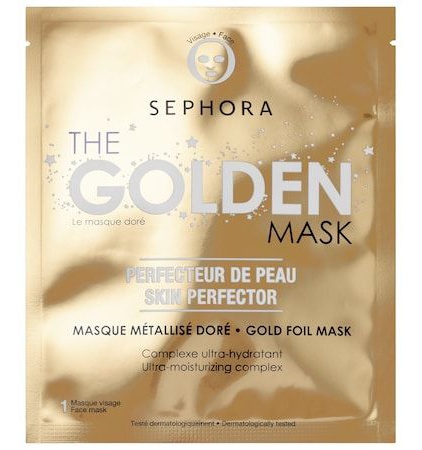 Visage • Face
SEPHORA
THE
GOLDEN
Le masque doré
MASK
PERFECTEUR DE PEAU
SKIN PERFECTOR
MASQUE MÉTALLISÉ DORÉ • GOLD FOIL MASK
Complexe ultra-hydratant
Ultra-moisturizing complex
1 Masque visage
Face mask
Testé dermatologiquement • Dermatologically tested